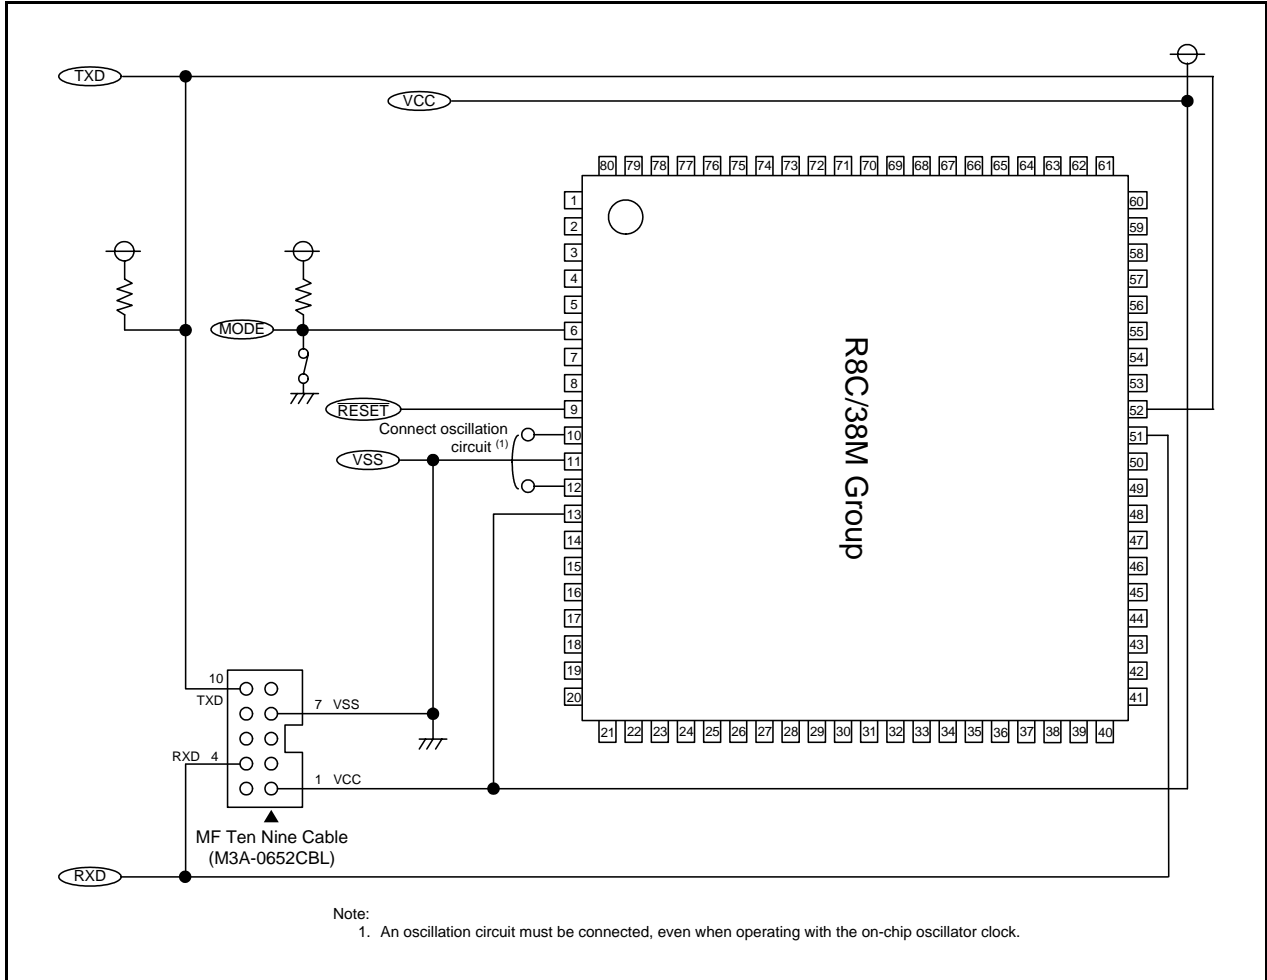 TXD
VCC
80 79 78 77 76 75 74 73 72 71 70 69 68 67 66 65 64 63 62 61
1
2
3
4
5
6
7
8
9
10
11
12
13
14
15
16
17
18
19
20
60
59
58
57
56
55
54
53
52
51
50
49
48
47
46
45
44
43
42
41
21 22 23 24 25 26 27 28 29 30 31 32 33 34 35 36 37 38 39 40
R8C/38M Group
MODE
RESET
Connect oscillation
circuit (1)
VSS
10
TXD
7 VSS
RXD 4
1 VCC
MF Ten Nine Cable
(M3A-0652CBL)
RXD
Note:
1. An oscillation circuit must be connected, even when operating with the on-chip oscillator clock.